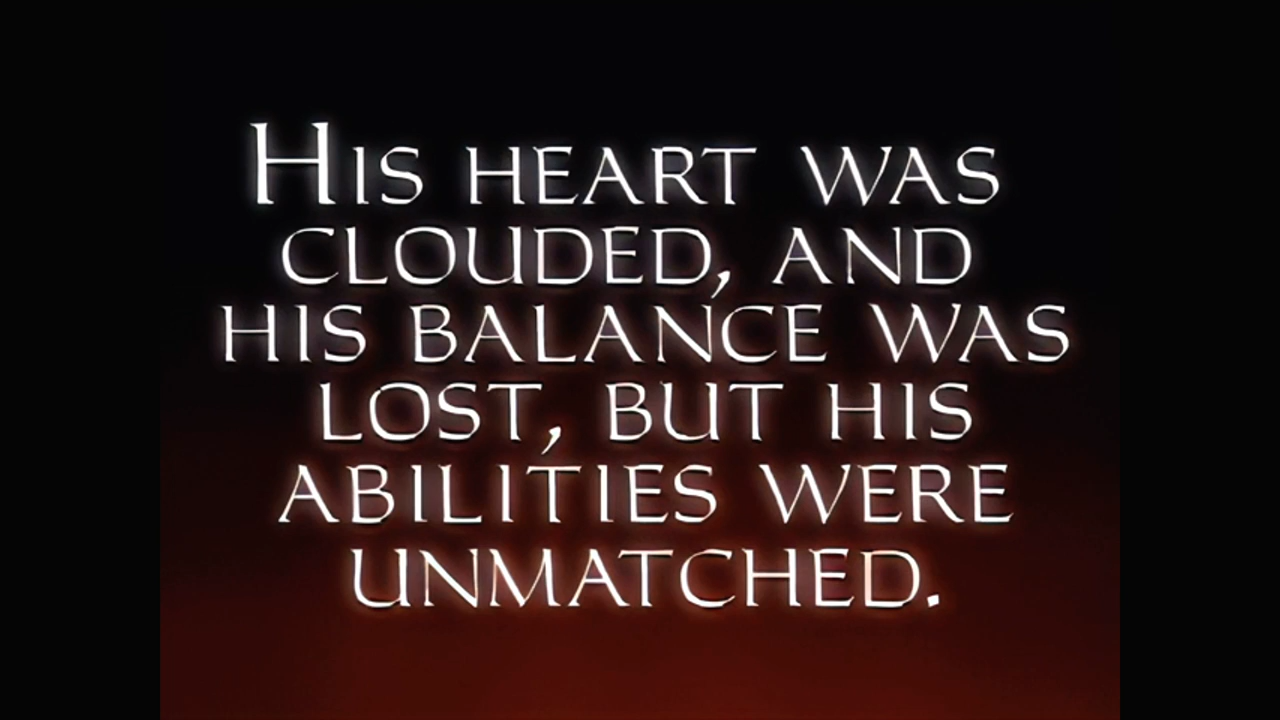 His heart was
clouded, and
his balance was
lost, but his
abilities were
unmatched.